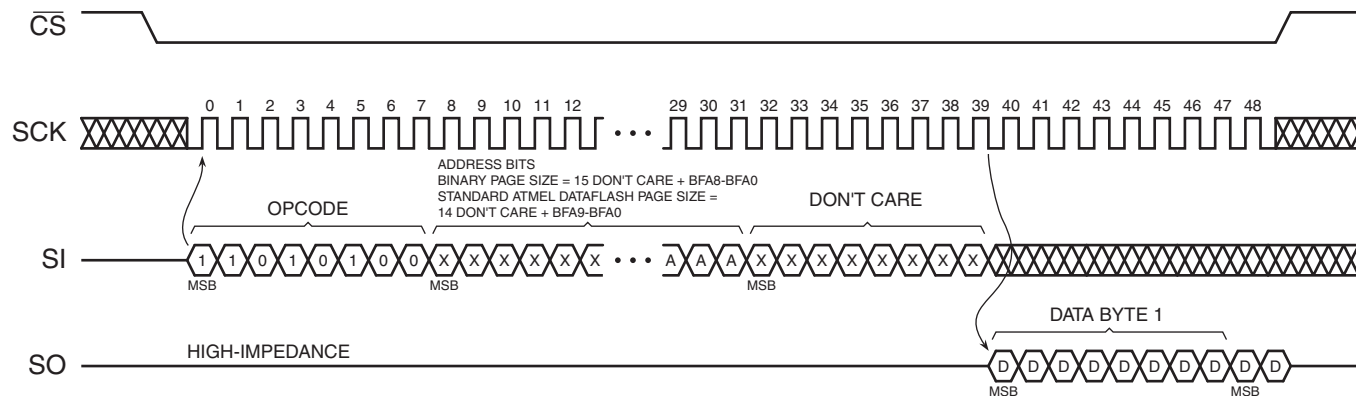 CS
0 1 2 3 4 5 6 7 8 9 10 11 12 29 30 31 32 33 34 35 36 37 38 39 40 41 42 43 44 45 46 47 48
SCK
ADDRESS BITS
BINARY PAGE SIZE = 15 DON'T CARE + BFA8-BFA0
STANDARD ATMEL DATAFLASH PAGE SIZE =
14 DON'T CARE + BFA9-BFA0
OPCODE
DON'T CARE
SI
1 1 0 1 0 1 0 0 X X X X X X • • • A A A X X X X X X X X
MSB MSB MSB
DATA BYTE 1
HIGH-IMPEDANCE
SO
D D D D D D D D D D
MSB MSB